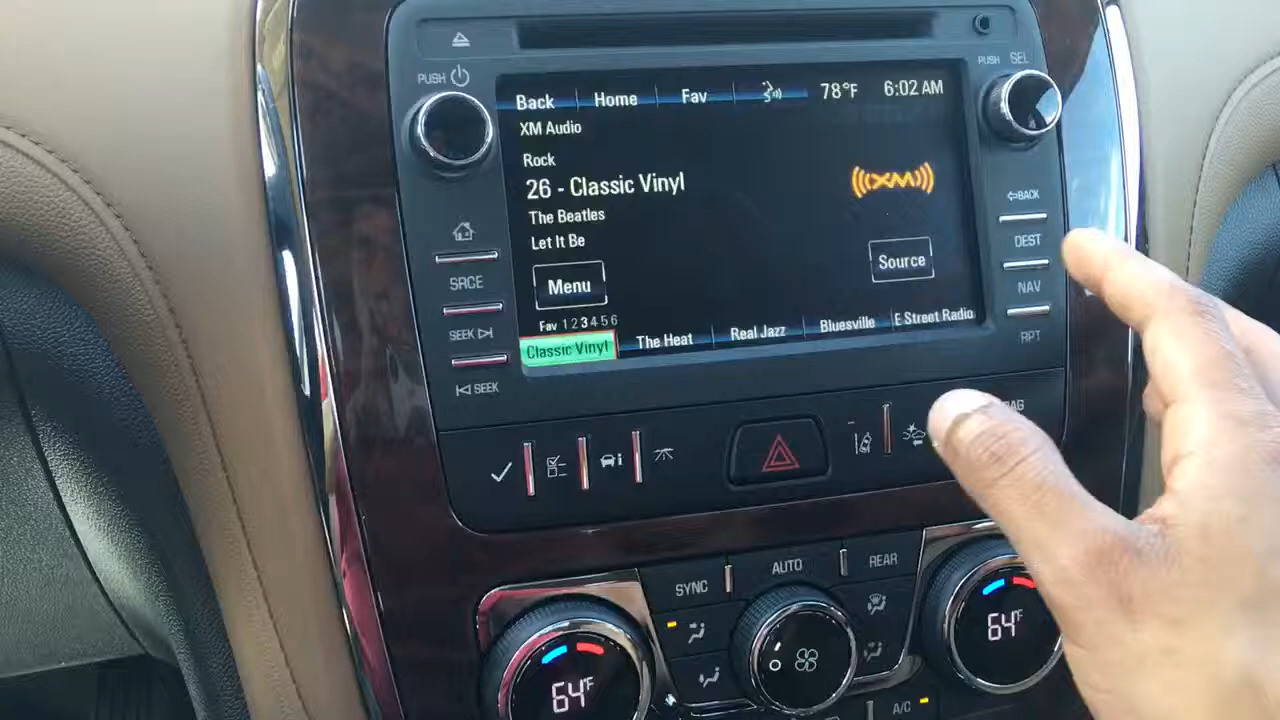 PUSH
PUSH SEL
Back Home Fav 78°F 6:02 AM
XM Audio
Rock
26 - Classic Vinyl
XM
The Beatles
Let It Be
Menu
Source
Fav 1 2 3 4 5 6
Classic Vinyl The Heat Real Jazz Bluesville E Street Radio
SRCE
SEEK
SEEK
BACK
DEST
NAV
RPT
SYNC
AUTO
REAR
64°F
64°F
A/C